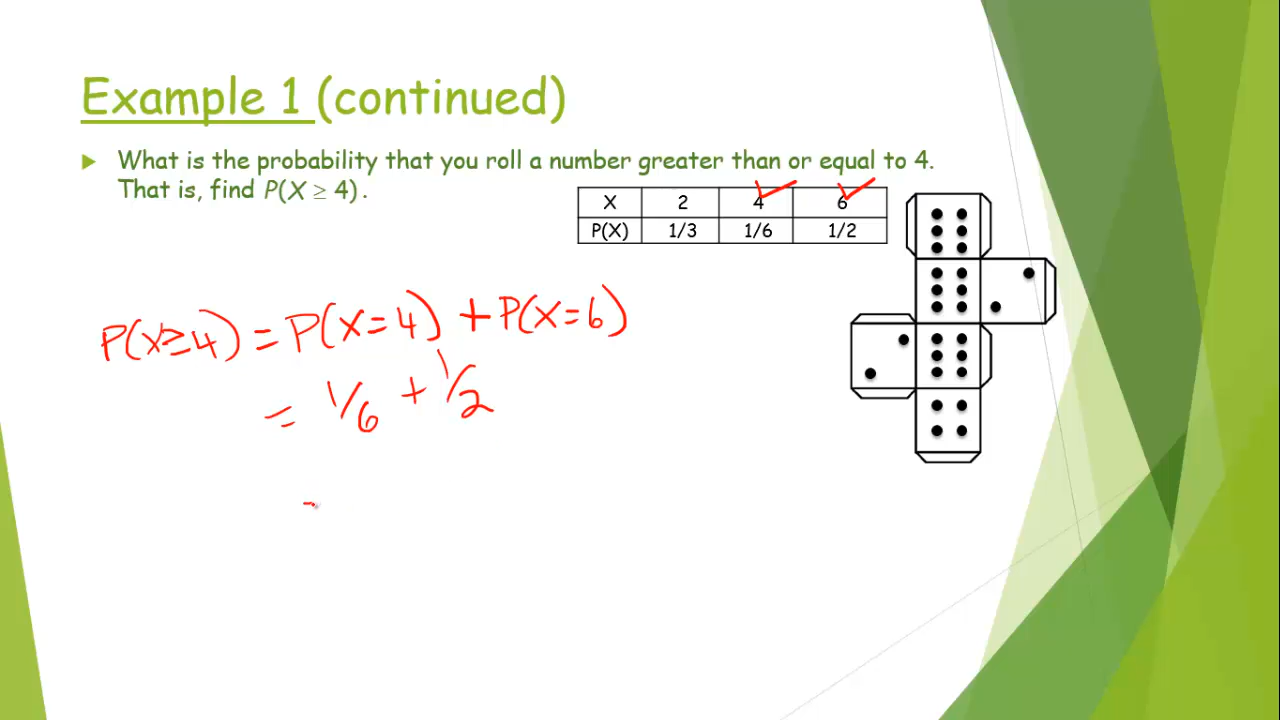 Example 1 (continued)
What is the probability that you roll a number greater than or equal to 4.
That is, find P(X ≥ 4).
X 2 4 6
P(X) 1/3 1/6 1/2
P(X≥4) = P(X=4) + P(X=6)
= 1/6 + 1/2